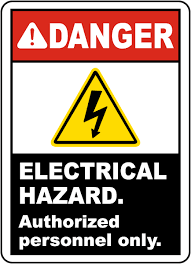 DANGER
ELECTRICAL
HAZARD.
Authorized
personnel only.